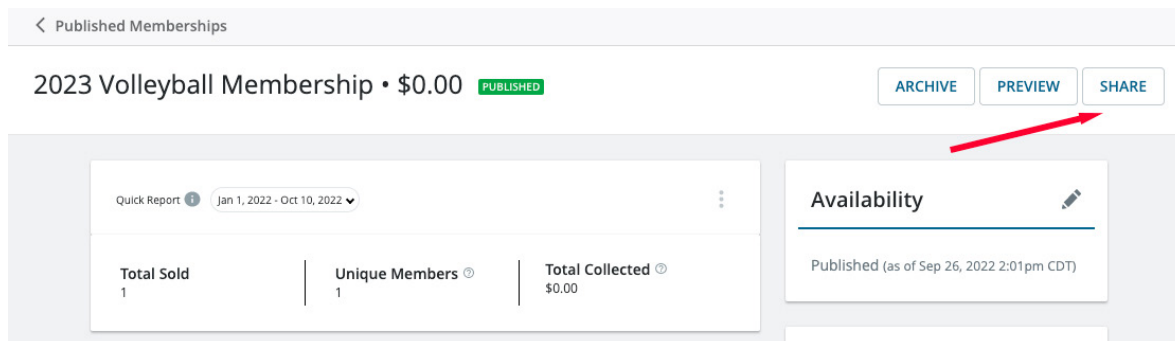 Published Memberships
2023 Volleyball Membership • $0.00 PUBLISHED
ARCHIVE PREVIEW SHARE
Quick Report Jan 1, 2022 - Oct 10, 2022
Total Sold
1
Unique Members
1
Total Collected
$0.00
Availability
Published (as of Sep 26, 2022 2:01pm CDT)